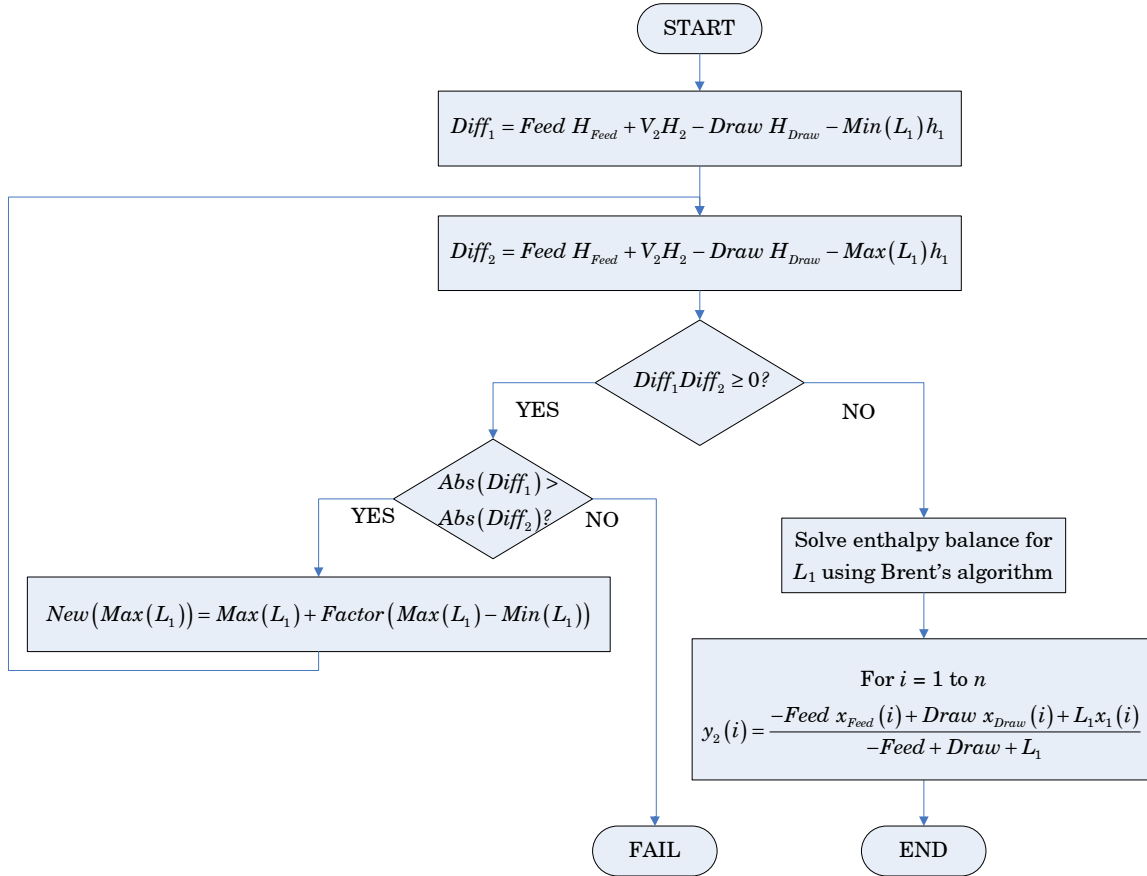 START
Diff₁ = Feed H_Feed + V₂H₂ − Draw H_Draw − Min(L₁)h₁
Diff₂ = Feed H_Feed + V₂H₂ − Draw H_Draw − Max(L₁)h₁
Diff₁Diff₂ ≥ 0?
YES
NO
Abs(Diff₁) >
Abs(Diff₂)?
YES
NO
Solve enthalpy balance for
L₁ using Brent's algorithm
New(Max(L₁)) = Max(L₁) + Factor(Max(L₁) − Min(L₁))
For i = 1 to n
y₂(i) = (−Feed x_Feed(i) + Draw x_Draw(i) + L₁x₁(i)) / (−Feed + Draw + L₁)
FAIL
END